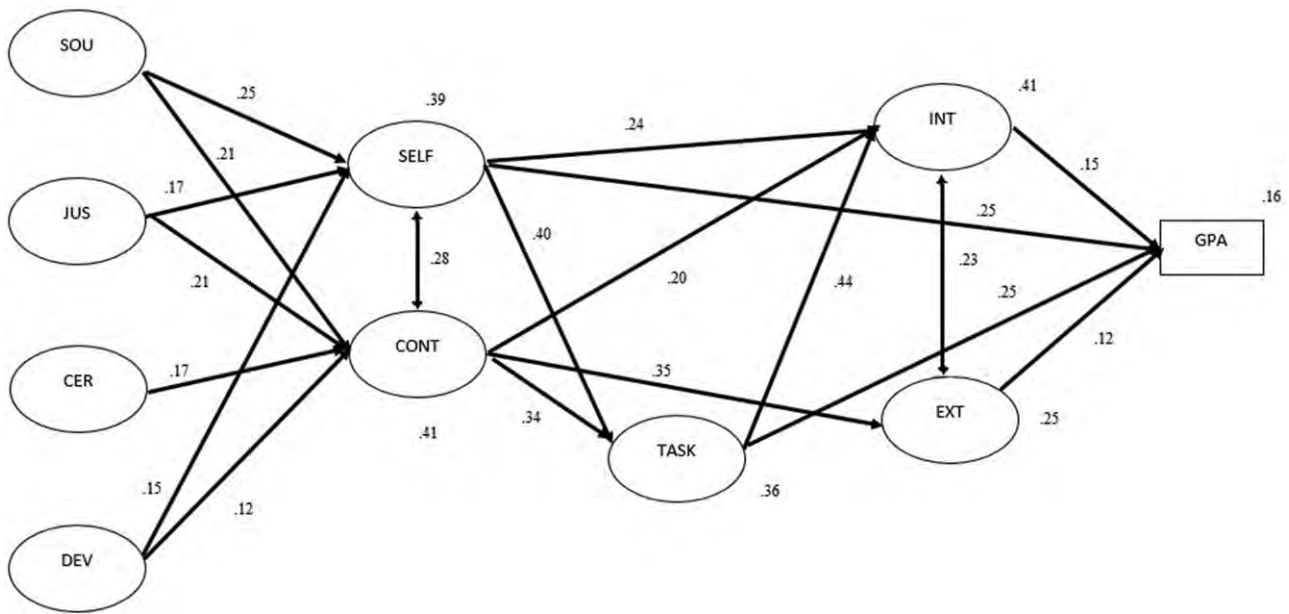 SOU
.25
.39
SELF
.21
.17
JUS
.21
.28
CONT
.41
CER
.17
DEV
.15
.12
.24
.40
.20
.35
.34
TASK
.36
.44
INT
.41
.15
.25
.23
.25
EXT
.25
.12
GPA
.16